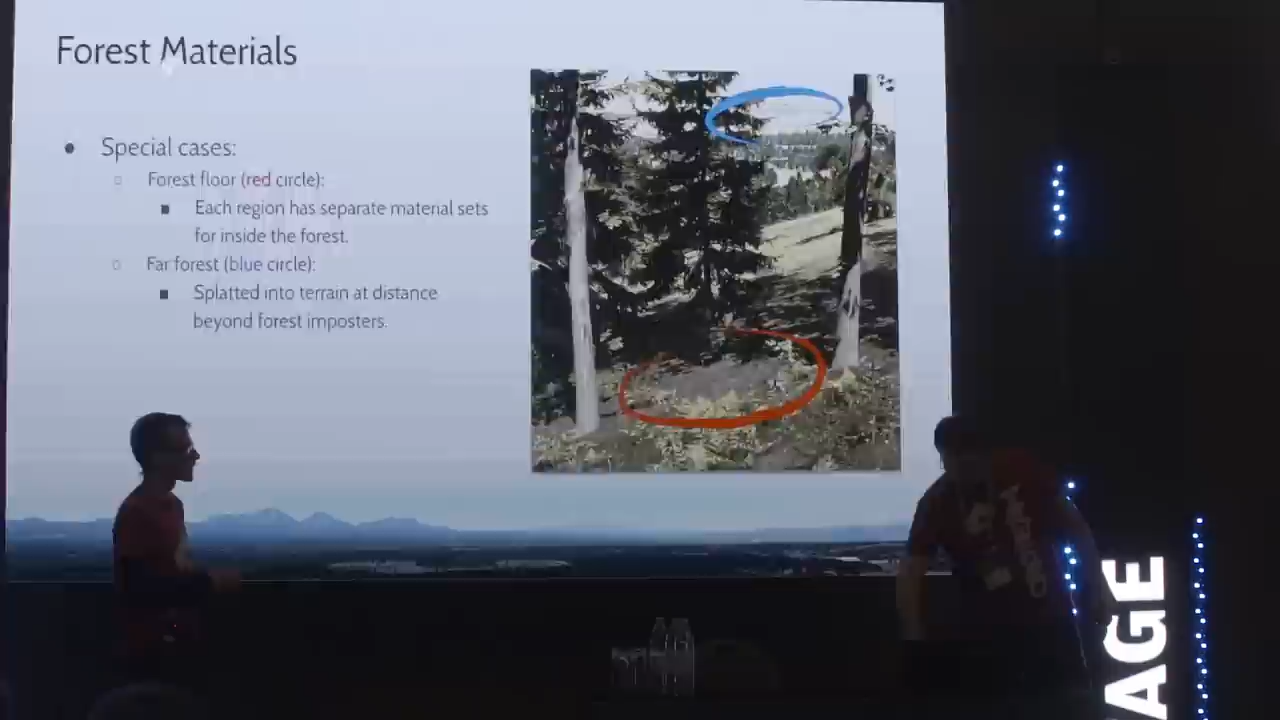 Forest Materials
Special cases:
Forest floor (red circle):
Each region has separate material sets
for inside the forest.
Far forest (blue circle):
Splatted into terrain at distance
beyond forest imposters.
AGE